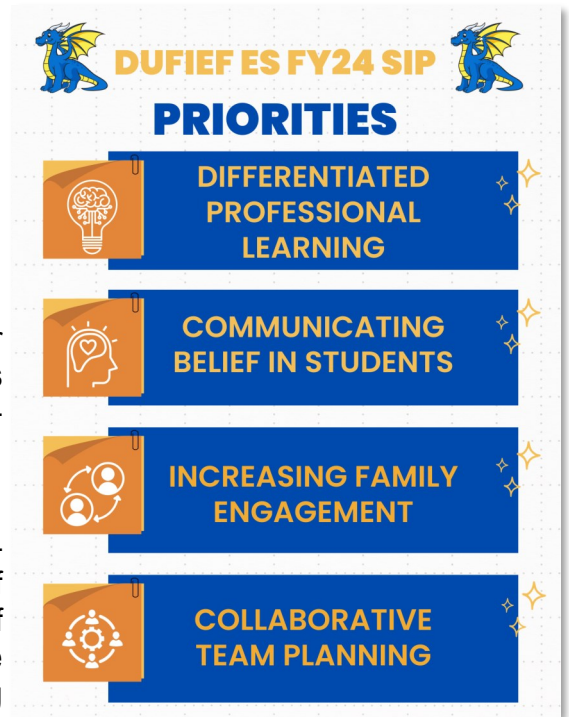 DUFIEF ES FY24 SIP
PRIORITIES
DIFFERENTIATED
PROFESSIONAL
LEARNING
COMMUNICATING
BELIEF IN STUDENTS
INCREASING FAMILY
ENGAGEMENT
COLLABORATIVE
TEAM PLANNING